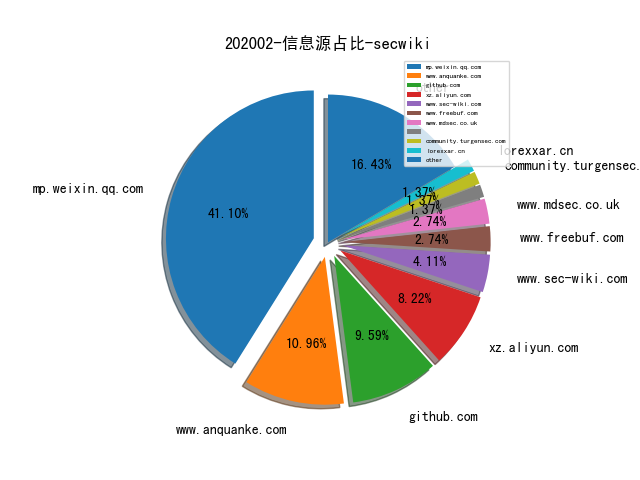 202002-信息源占比-secwiki
mp.weixin.qq.com
www.anquanke.com
github.com
xz.aliyun.com
www.sec-wiki.com
www.freebuf.com
www.mdsec.co.uk
community.turgensec.com
lorexxar.cn
other
16.43%
lorexxar.cn
community.turgensec.
mp.weixin.qq.com
1.37%
1.37%
1.37%
www.mdsec.co.uk
41.10%
2.74%
2.74%
www.freebuf.com
4.11%
www.sec-wiki.com
8.22%
9.59%
10.96%
xz.aliyun.com
github.com
www.anquanke.com